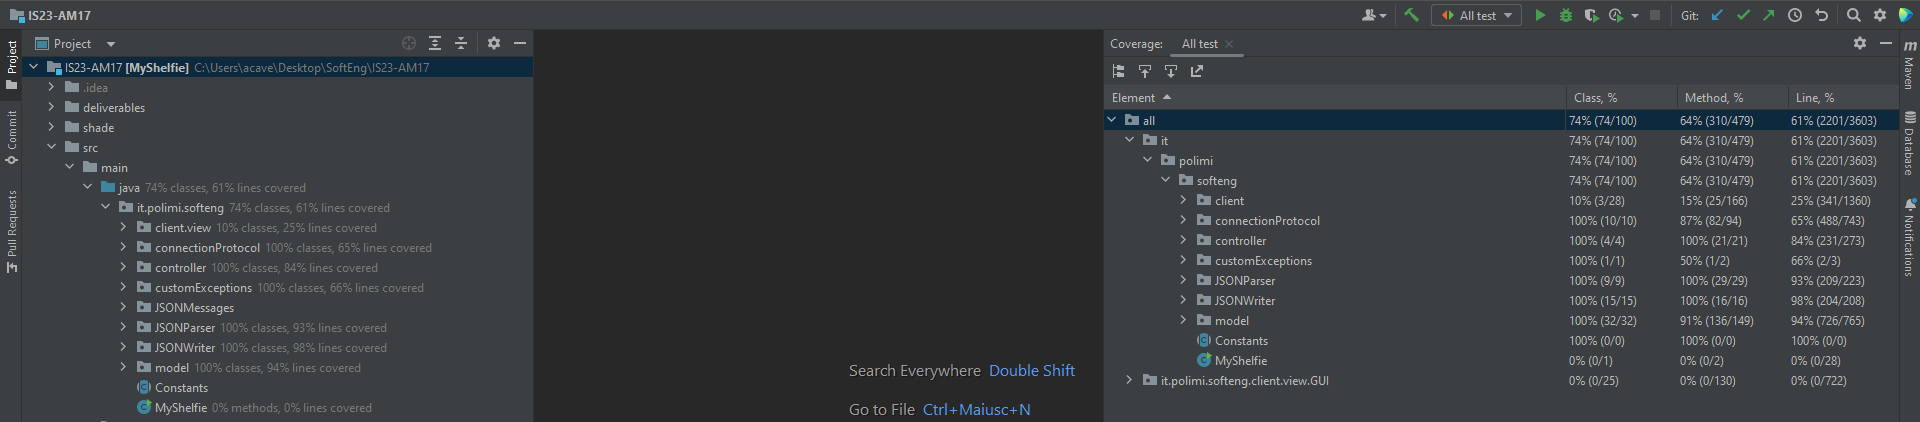 IS23-AM17
All test
Git:
Project
Commit
Pull Requests
Project
IS23-AM17 [MyShelfie] C:\Users\acave\Desktop\SoftEng\IS23-AM17
.idea
deliverables
shade
src
main
java 74% classes, 61% lines covered
it.polimi.softeng 74% classes, 61% lines covered
client.view 10% classes, 25% lines covered
connectionProtocol 100% classes, 65% lines covered
controller 100% classes, 84% lines covered
customExceptions 100% classes, 66% lines covered
JSONMessages
JSONParser 100% classes, 93% lines covered
JSONWriter 100% classes, 98% lines covered
model 100% classes, 94% lines covered
Constants
MyShelfie 0% methods, 0% lines covered
Search Everywhere Double Shift
Go to File Ctrl+Maiusc+N
Coverage: All test
Element Class, % Method, % Line, %
all 74% (74/100) 64% (310/479) 61% (2201/3603)
it 74% (74/100) 64% (310/479) 61% (2201/3603)
polimi 74% (74/100) 64% (310/479) 61% (2201/3603)
softeng 74% (74/100) 64% (310/479) 61% (2201/3603)
client 10% (3/28) 15% (25/166) 25% (341/1360)
connectionProtocol 100% (10/10) 87% (82/94) 65% (488/743)
controller 100% (4/4) 100% (21/21) 84% (231/273)
customExceptions 100% (1/1) 50% (1/2) 66% (2/3)
JSONParser 100% (9/9) 100% (29/29) 93% (209/223)
JSONWriter 100% (15/15) 100% (16/16) 98% (204/208)
model 100% (32/32) 91% (136/149) 94% (726/765)
Constants 100% (0/0) 100% (0/0) 100% (0/0)
MyShelfie 0% (0/1) 0% (0/2) 0% (0/28)
it.polimi.softeng.client.view.GUI 0% (0/25) 0% (0/130) 0% (0/722)
Maven
Database
Notifications